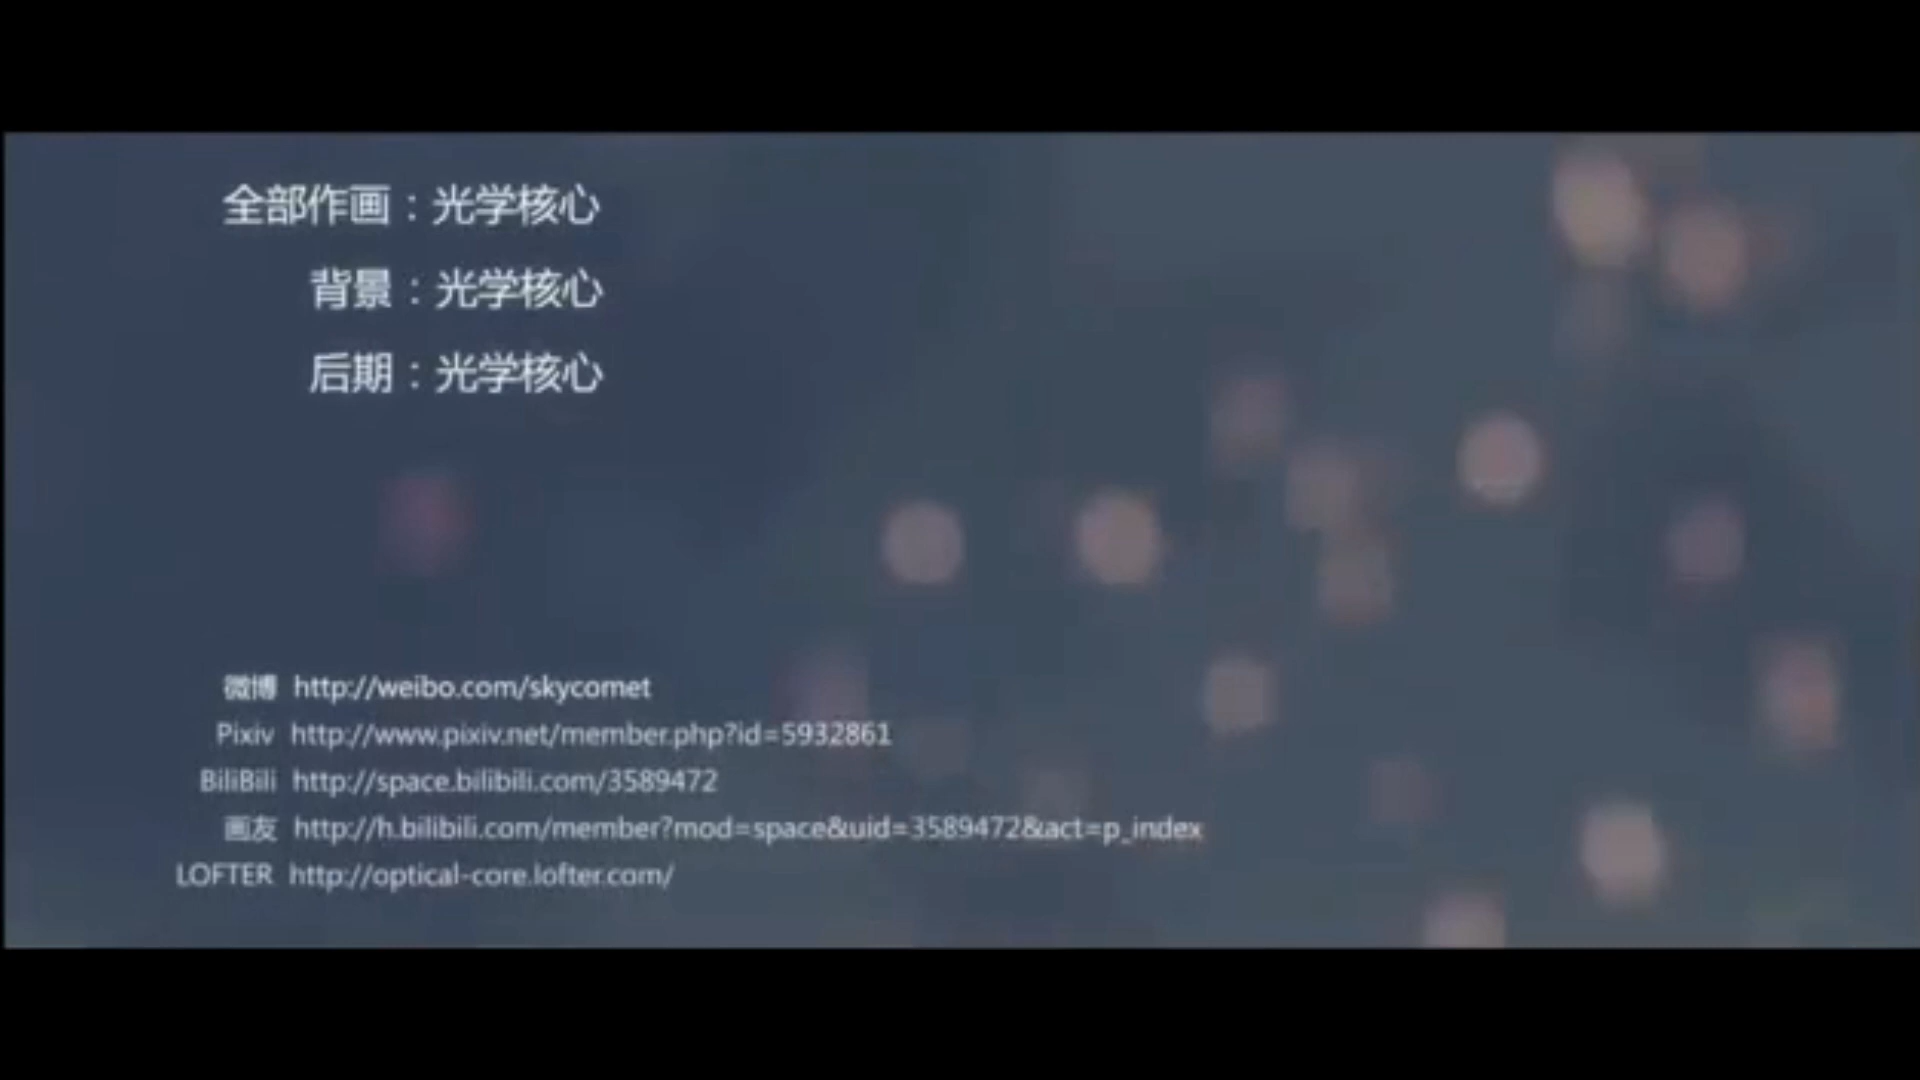 全部作画：光学核心
背景：光学核心
后期：光学核心
微博 http://weibo.com/skycomet
Pixiv http://www.pixiv.net/member.php?id=5932861
BiliBili http://space.bilibili.com/3589472
画友 http://h.bilibili.com/member?mod=space&uid=3589472&act=p_index
LOFTER http://optical-core.lofter.com/